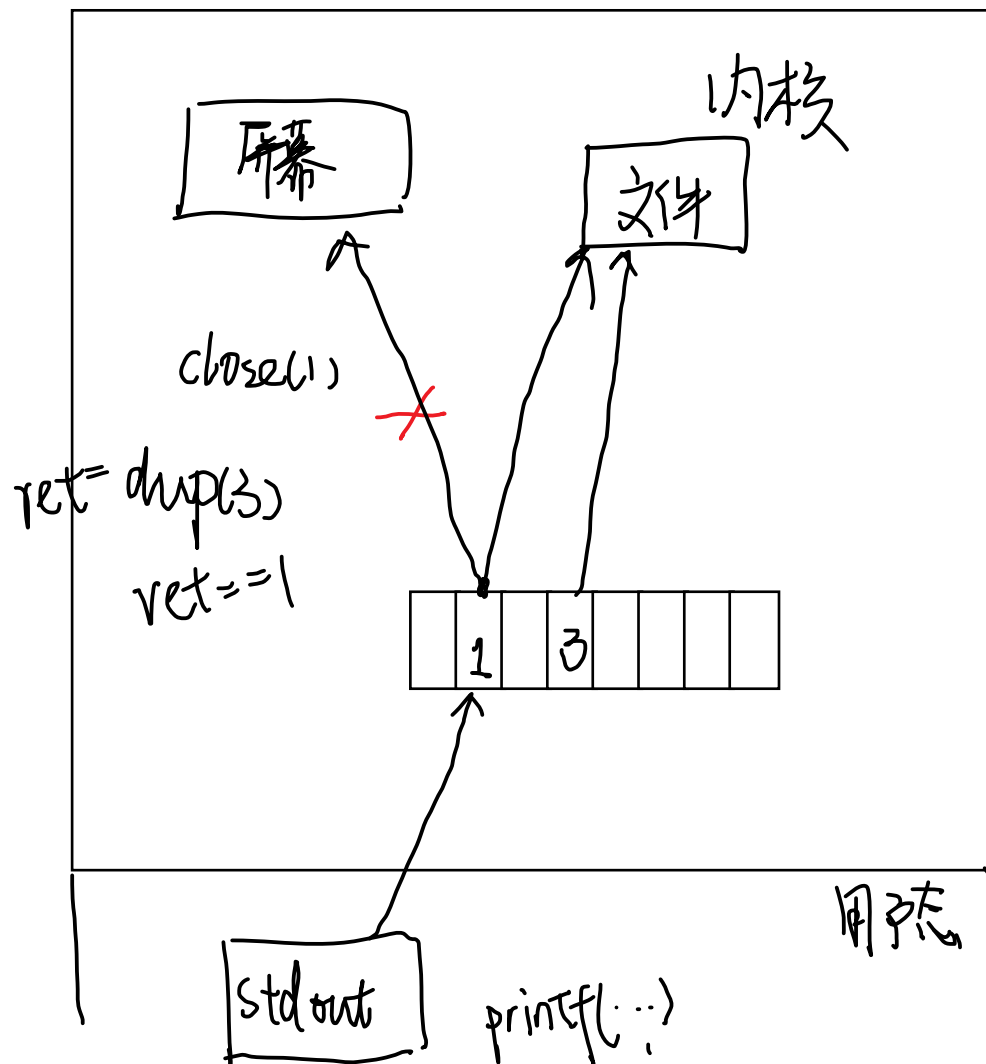 内核
屏幕
文件
close(1)
ret = dup(3)
ret == 1
1
3
用户态
stdout
printf(...);